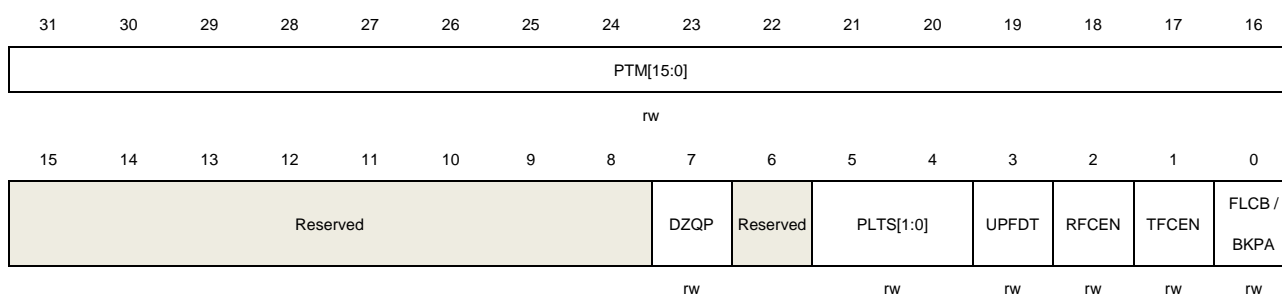 31 30 29 28 27 26 25 24 23 22 21 20 19 18 17 16
PTM[15:0]
rw
15 14 13 12 11 10 9 8 7 6 5 4 3 2 1 0
Reserved DZQP Reserved PLTS[1:0] UPFDT RFCEN TFCEN FLCB /
BKPA
rw rw rw rw rw rw